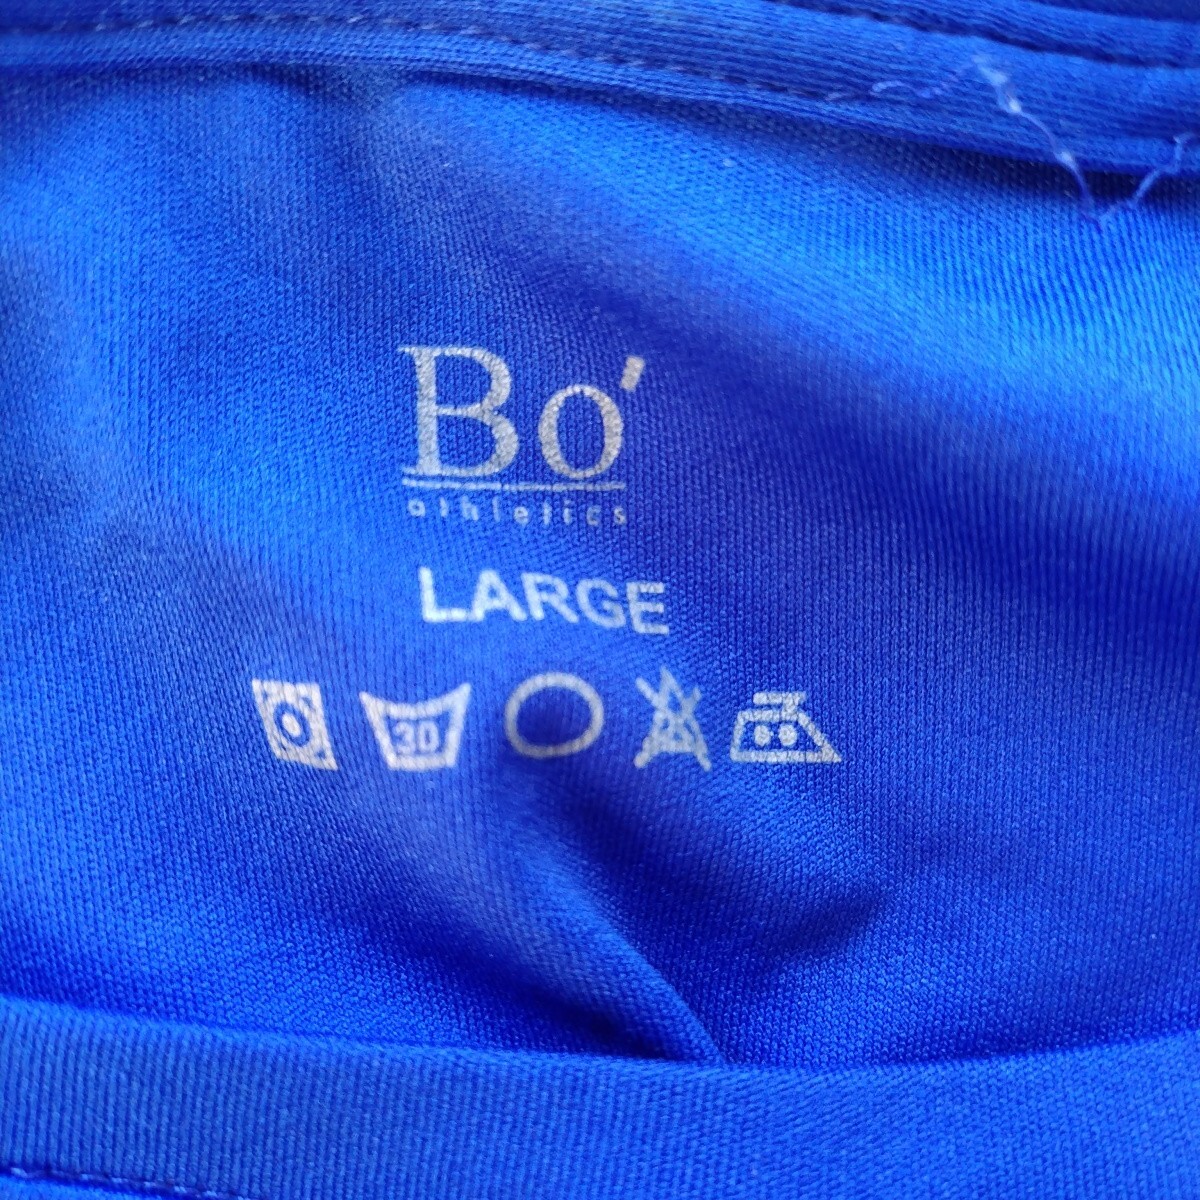 Bo'
athletics
LARGE
30